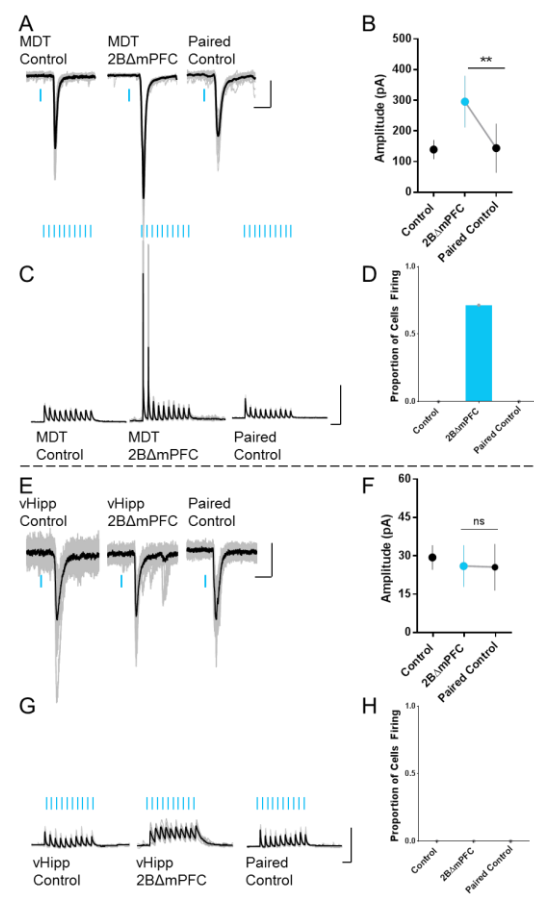 A
MDT
Control
MDT
2BΔmPFC
Paired
Control
B
Amplitude (pA)
500
400
300
200
100
0
**
Control
2BΔmPFC
Paired Control
C
MDT
Control
MDT
2BΔmPFC
Paired
Control
D
Proportion of Cells Firing
1.0
0.5
0.0
Control
2BΔmPFC
Paired Control
E
vHipp
Control
vHipp
2BΔmPFC
Paired
Control
F
Amplitude (pA)
60
45
30
15
0
ns
Control
2BΔmPFC
Paired Control
G
vHipp
Control
vHipp
2BΔmPFC
Paired
Control
H
Proportion of Cells Firing
1.0
0.5
0.0
Control
2BΔmPFC
Paired Control